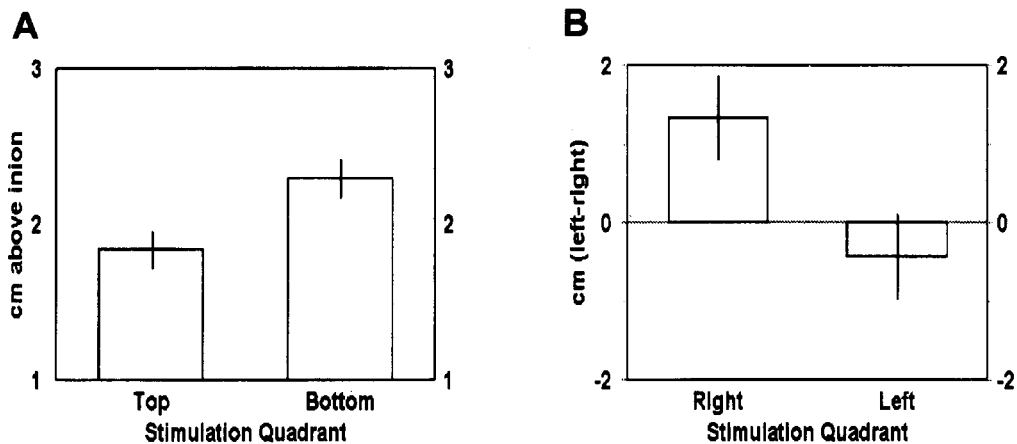 A
3
2
1
cm above inion
3
2
1
Top Bottom
Stimulation Quadrant
B
2
0
-2
cm (left-right)
2
0
-2
Right Left
Stimulation Quadrant